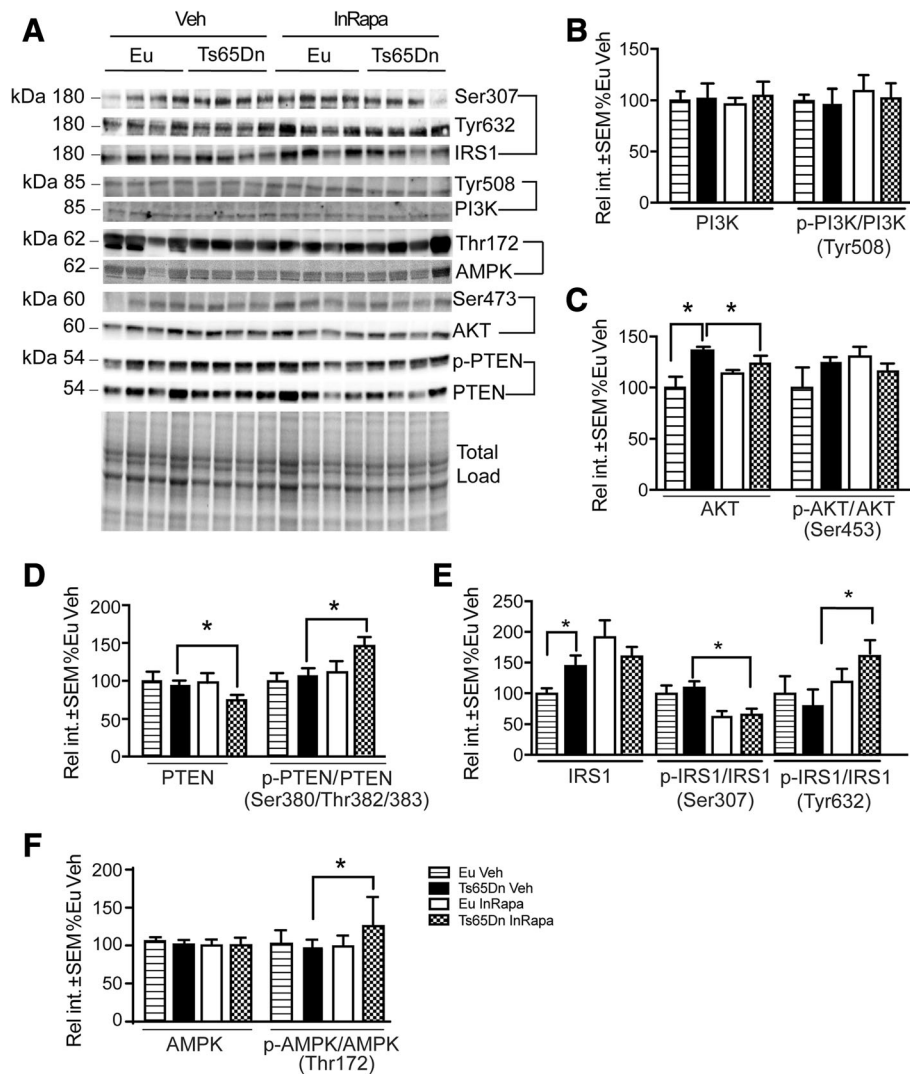 A
Veh InRapa
Eu Ts65Dn Eu Ts65Dn
kDa 180 Ser307
180 Tyr632
180 IRS1
kDa 85 Tyr508
85 PI3K
kDa 62 Thr172
62 AMPK
kDa 60 Ser473
60 AKT
kDa 54 p-PTEN
54 PTEN
Total
Load
B
Rel int.±SEM%Eu Veh
150
100
50
0
PI3K p-PI3K/PI3K
(Tyr508)
C
Rel int.±SEM%Eu Veh
150
100
50
0
* *
AKT p-AKT/AKT
(Ser453)
D
Rel int.±SEM%Eu Veh
200
150
100
50
0
* *
PTEN p-PTEN/PTEN
(Ser380/Thr382/383)
E
Rel int.±SEM%Eu Veh
250
200
150
100
50
0
* * *
IRS1 p-IRS1/IRS1 p-IRS1/IRS1
(Ser307) (Tyr632)
F
Rel int.±SEM%Eu Veh
200
150
100
50
0
*
AMPK p-AMPK/AMPK
(Thr172)
Eu Veh
Ts65Dn Veh
Eu InRapa
Ts65Dn InRapa